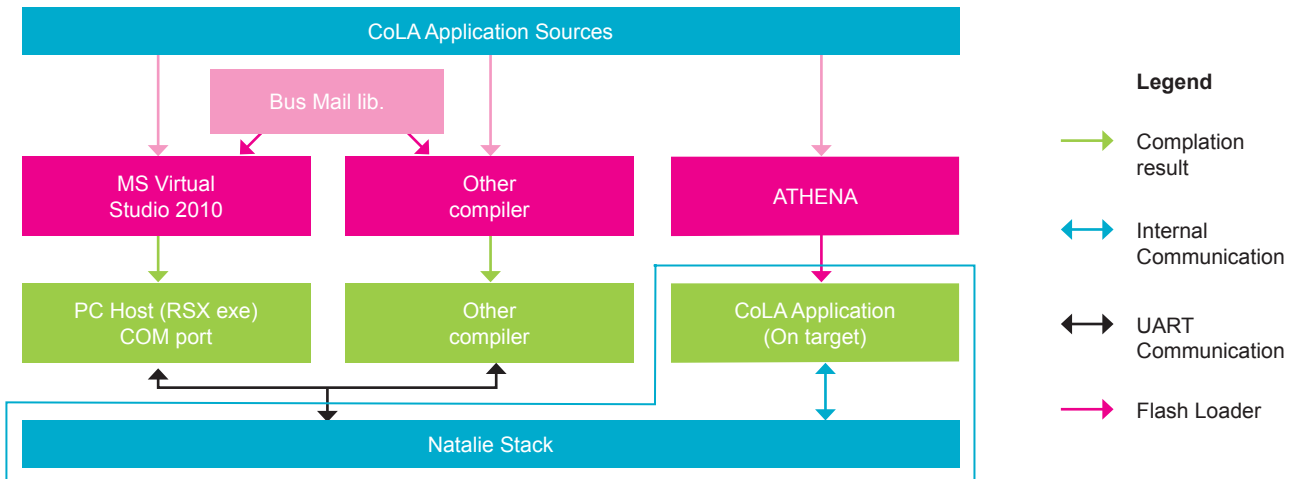 CoLA Application Sources
Bus Mail lib.
MS Virtual
Studio 2010
Other
compiler
ATHENA
PC Host (RSX exe)
COM port
Other
compiler
CoLA Application
(On target)
Natalie Stack
Legend
Complation
result
Internal
Communication
UART
Communication
Flash Loader